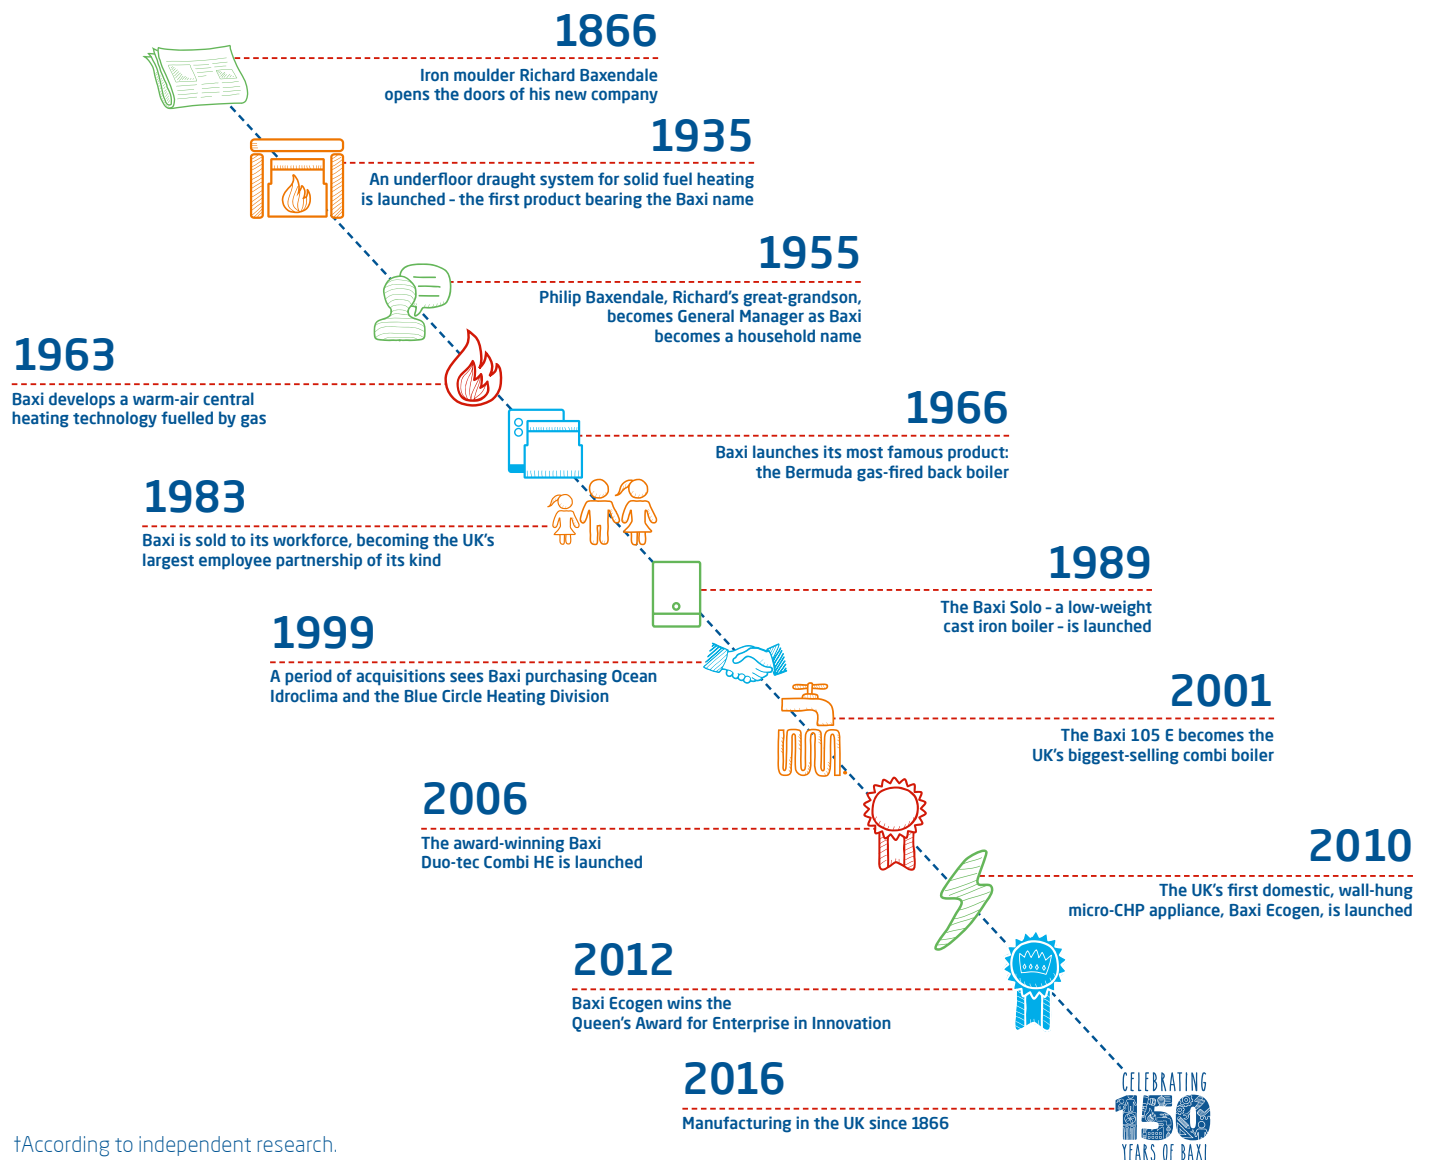 1866
Iron moulder Richard Baxendale
opens the doors of his new company
1935
An underfloor draught system for solid fuel heating
is launched – the first product bearing the Baxi name
1955
Philip Baxendale, Richard's great-grandson,
becomes General Manager as Baxi
becomes a household name
1963
Baxi develops a warm-air central
heating technology fuelled by gas
1966
Baxi launches its most famous product:
the Bermuda gas-fired back boiler
1983
Baxi is sold to its workforce, becoming the UK's
largest employee partnership of its kind
1989
The Baxi Solo – a low-weight
cast iron boiler – is launched
1999
A period of acquisitions sees Baxi purchasing Ocean
Idroclima and the Blue Circle Heating Division
2001
The Baxi 105 E becomes the
UK's biggest-selling combi boiler
2006
The award-winning Baxi
Duo-tec Combi HE is launched
2010
The UK's first domestic, wall-hung
micro-CHP appliance, Baxi Ecogen, is launched
2012
Baxi Ecogen wins the
Queen's Award for Enterprise in Innovation
2016
Manufacturing in the UK since 1866
CELEBRATING
150
YEARS OF BAXI
†According to independent research.